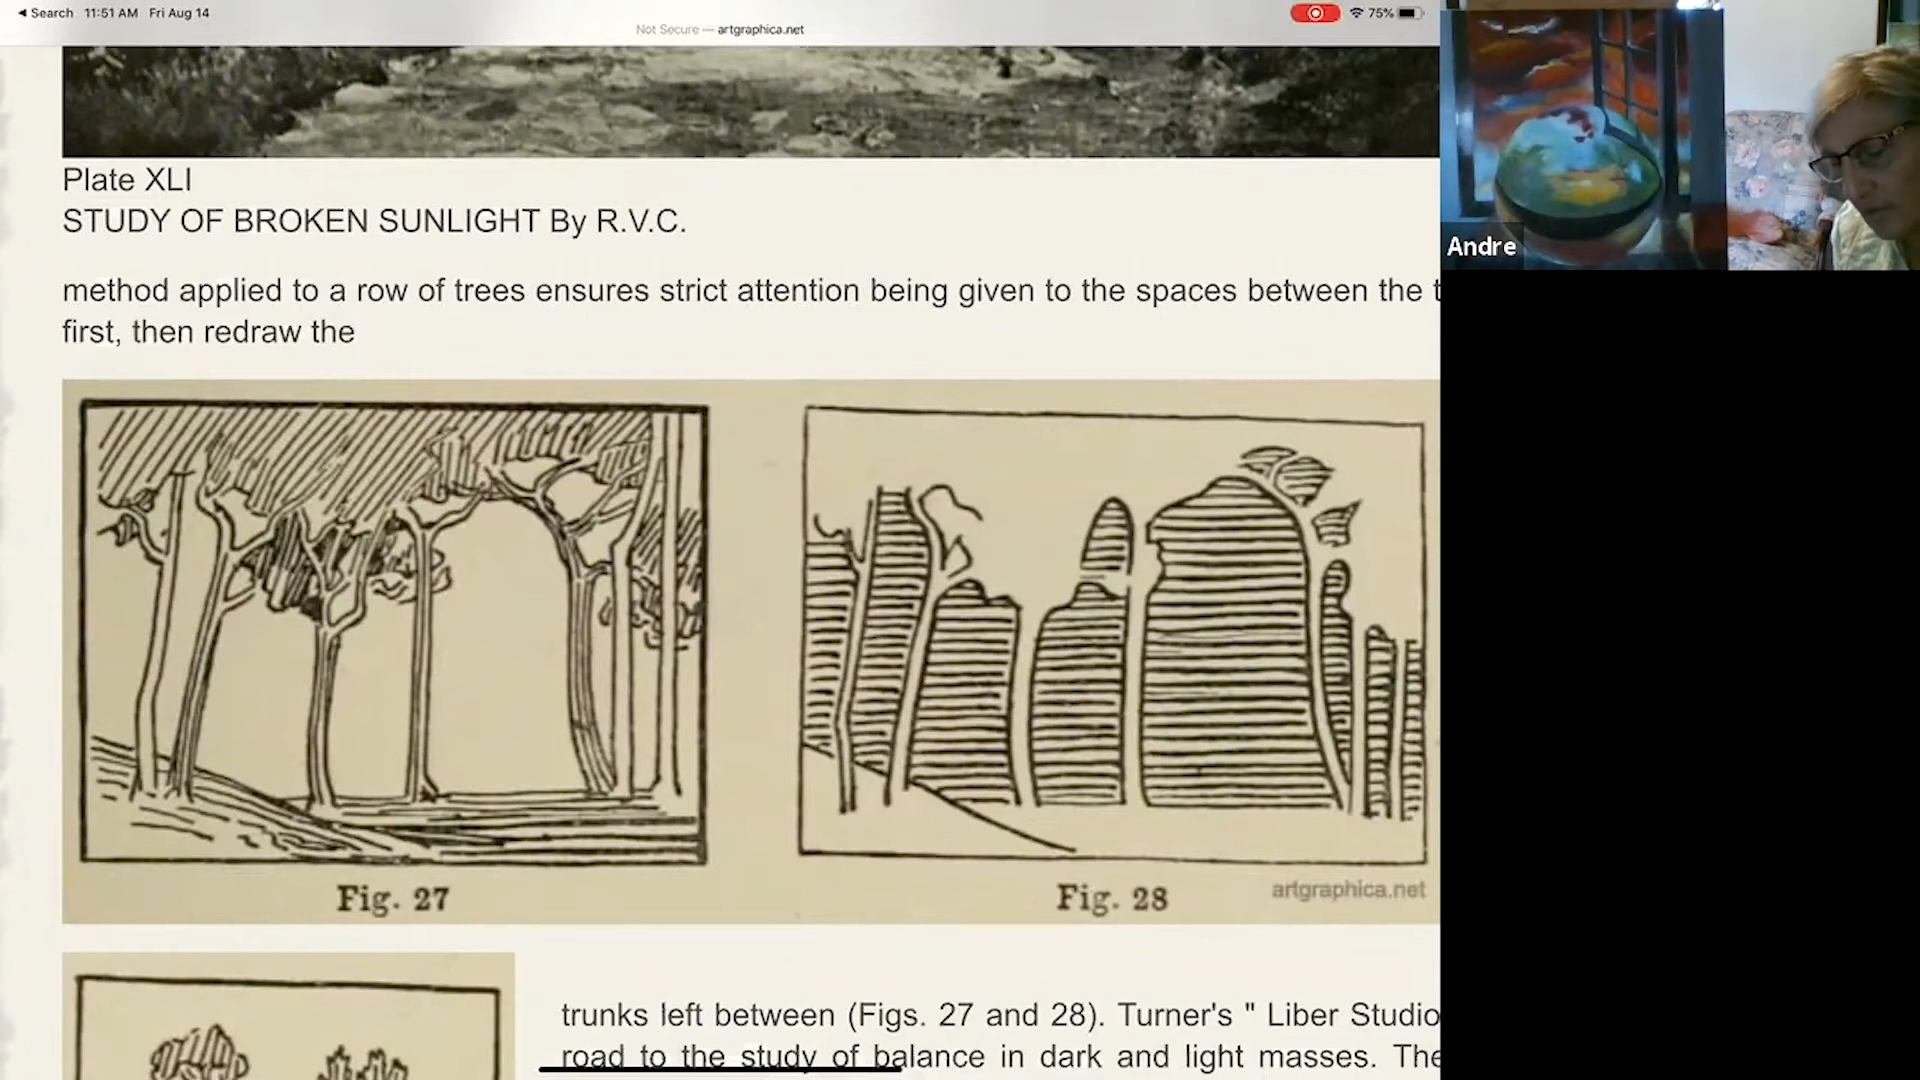 Search 11:51 AM Fri Aug 14
75%
Not Secure — artgraphica.net
Andre
Plate XLI
STUDY OF BROKEN SUNLIGHT By R.V.C.
method applied to a row of trees ensures strict attention being given to the spaces between the
first, then redraw the
Fig. 27
Fig. 28
artgraphica.net
trunks left between (Figs. 27 and 28). Turner's " Liber Studio
road to the study of balance in dark and light masses. The